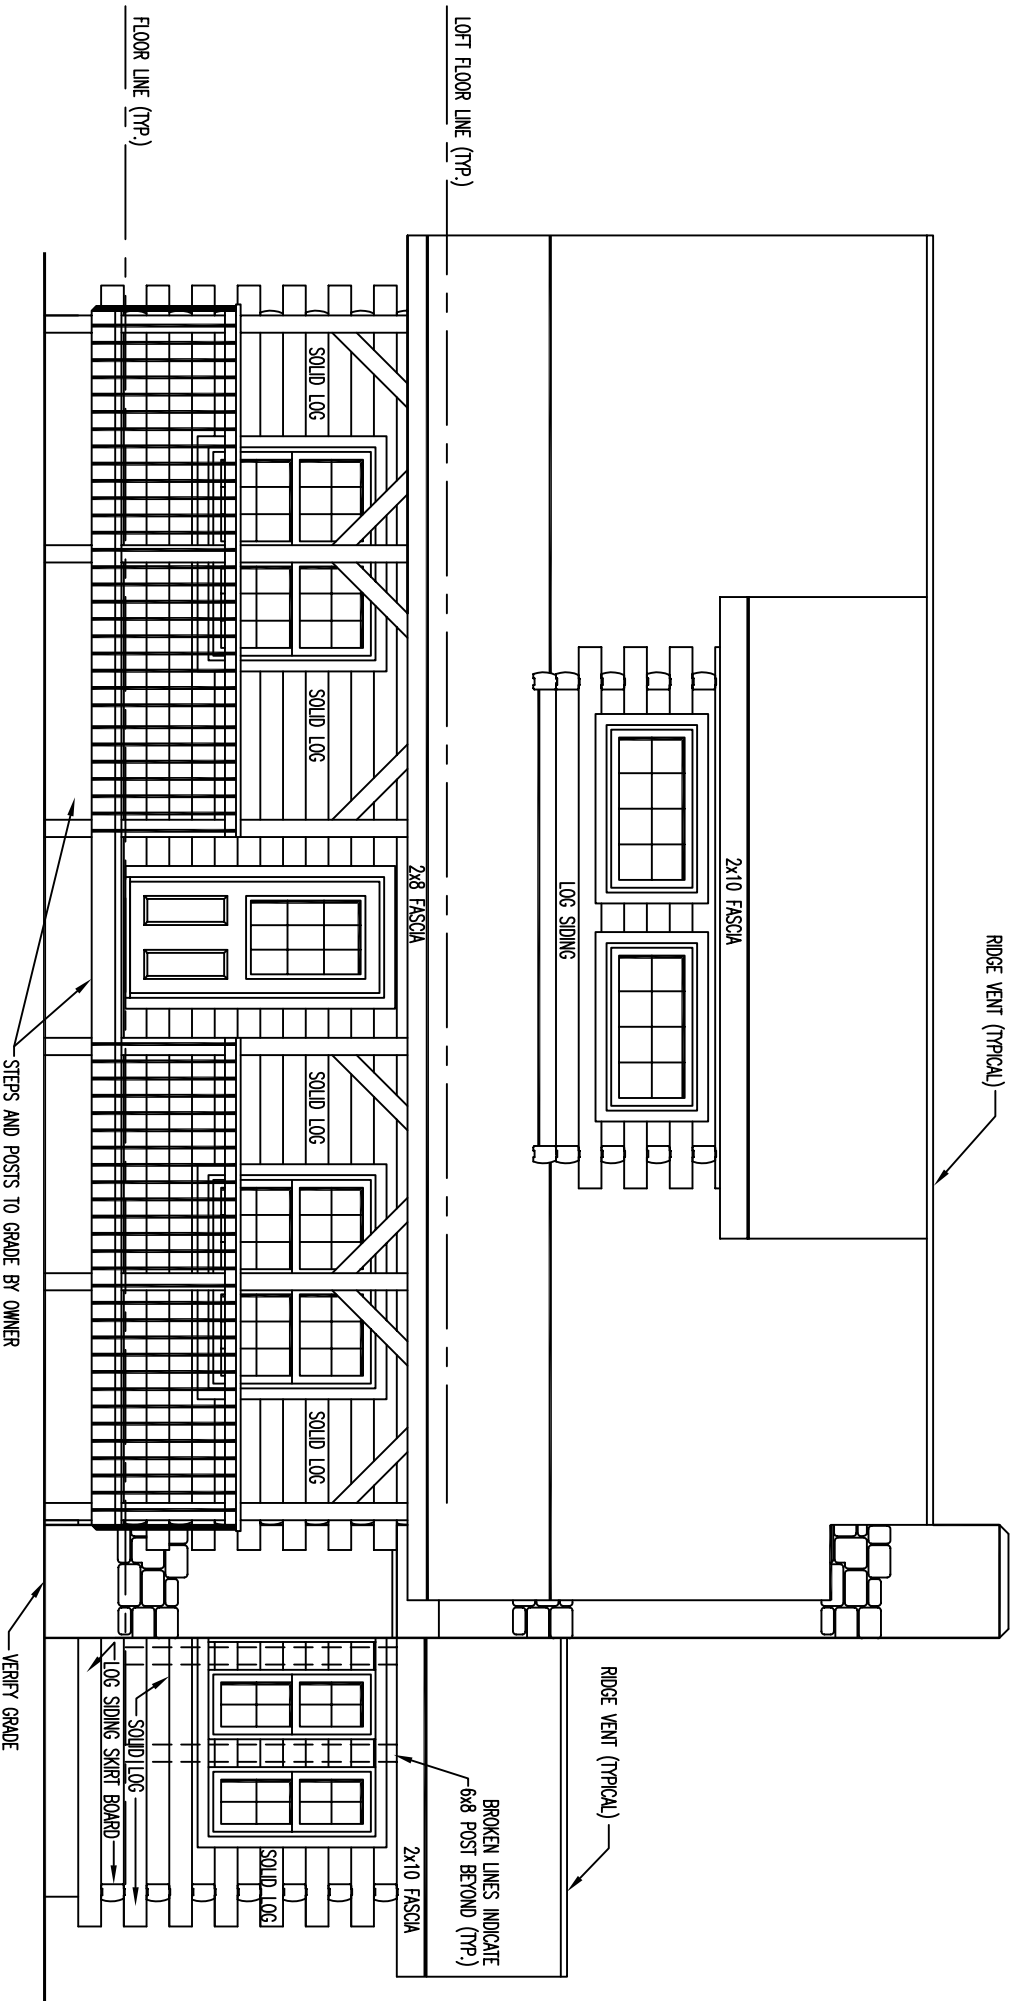 RIDGE VENT (TYPICAL)
2x10 FASCIA
LOG SIDING
RIDGE VENT (TYPICAL)
LOFT FLOOR LINE (TYP.)
BROKEN LINES INDICATE
6x8 POST BEYOND (TYP.)
2x8 FASCIA
2x10 FASCIA
SOLID LOG
SOLID LOG
SOLID LOG
SOLID LOG
SOLID LOG
FLOOR LINE (TYP.)
SOLID LOG
LOG SIDING SKIRT BOARD
STEPS AND POSTS TO GRADE BY OWNER
VERIFY GRADE